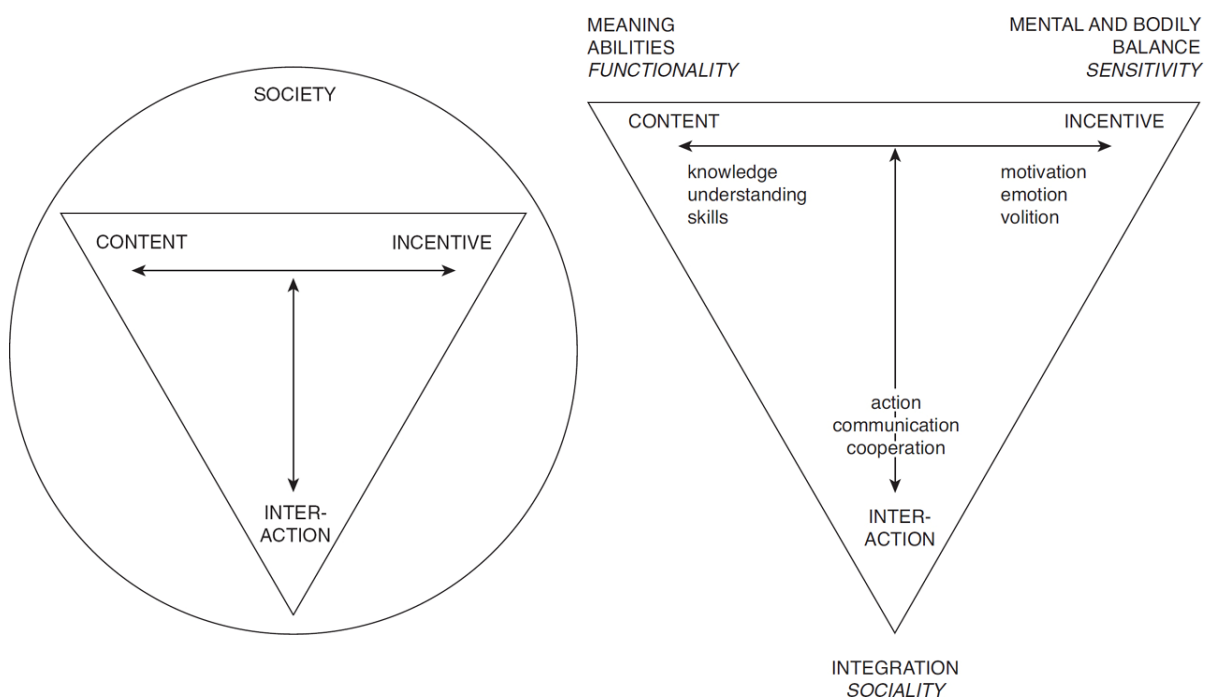 SOCIETY
CONTENT
INCENTIVE
INTER-
ACTION
MEANING
ABILITIES
FUNCTIONALITY
MENTAL AND BODILY
BALANCE
SENSITIVITY
CONTENT
INCENTIVE
knowledge
understanding
skills
motivation
emotion
volition
action
communication
cooperation
INTER-
ACTION
INTEGRATION
SOCIALITY